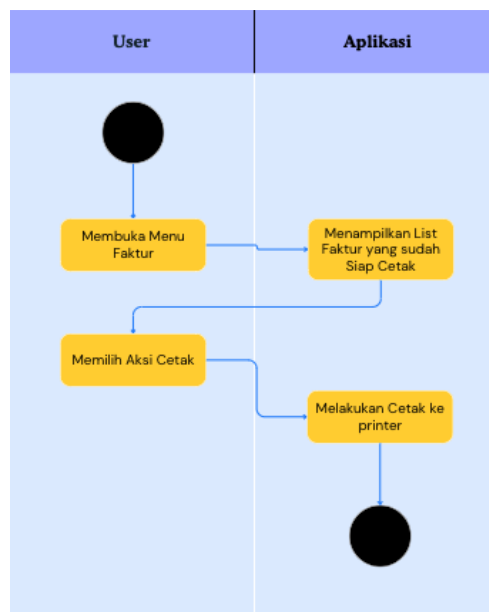 User
Aplikasi
Membuka Menu
Faktur
Menampilkan List
Faktur yang sudah
Siap Cetak
Memilih Aksi Cetak
Melakukan Cetak ke
printer